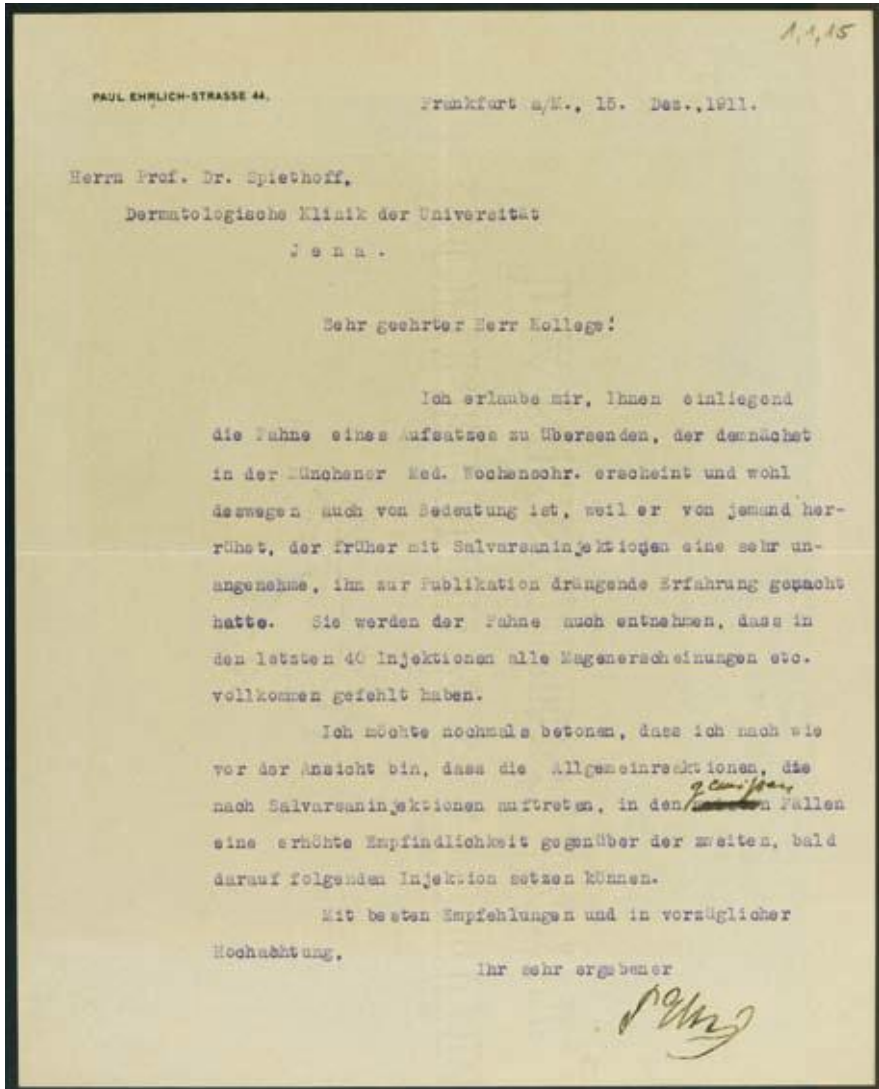 1,1,15
PAUL EHRLICH-STRASSE 44.
Frankfurt a/M., 15. Dez.,1911.
Herrn Prof. Dr. Spiethoff,
Dermatologische Klinik der Universität
J e n a .
Sehr geehrter Herr Kollege!
Ich erlaube mir, Ihnen einliegend
die Fahne eines Aufsatzes zu übersenden, der demnächst
in der Münchener Med. Wochenschr. erscheint und wohl
deswegen auch von Bedeutung ist, weil er von jemand her-
rührt, der früher mit Salvarsaninjektionen eine sehr un-
angenehme, ihn zur Publikation drängende Erfahrung gemacht
hatte. Sie werden der Fahne auch entnehmen, dass in
den letzten 40 Injektionen alle Magenerscheinungen etc.
vollkommen gefehlt haben.
Ich möchte nochmals betonen, dass ich nach wie
vor der Ansicht bin, dass die Allgemeinreaktionen, die
nach Salvarsaninjektionen auftreten, in den gewissen Fällen
eine erhöhte Empfindlichkeit gegenüber der zweiten, bald
darauf folgenden Injektion setzen können.
Mit besten Empfehlungen und in vorzüglicher
Hochachtung,
Ihr sehr ergebener